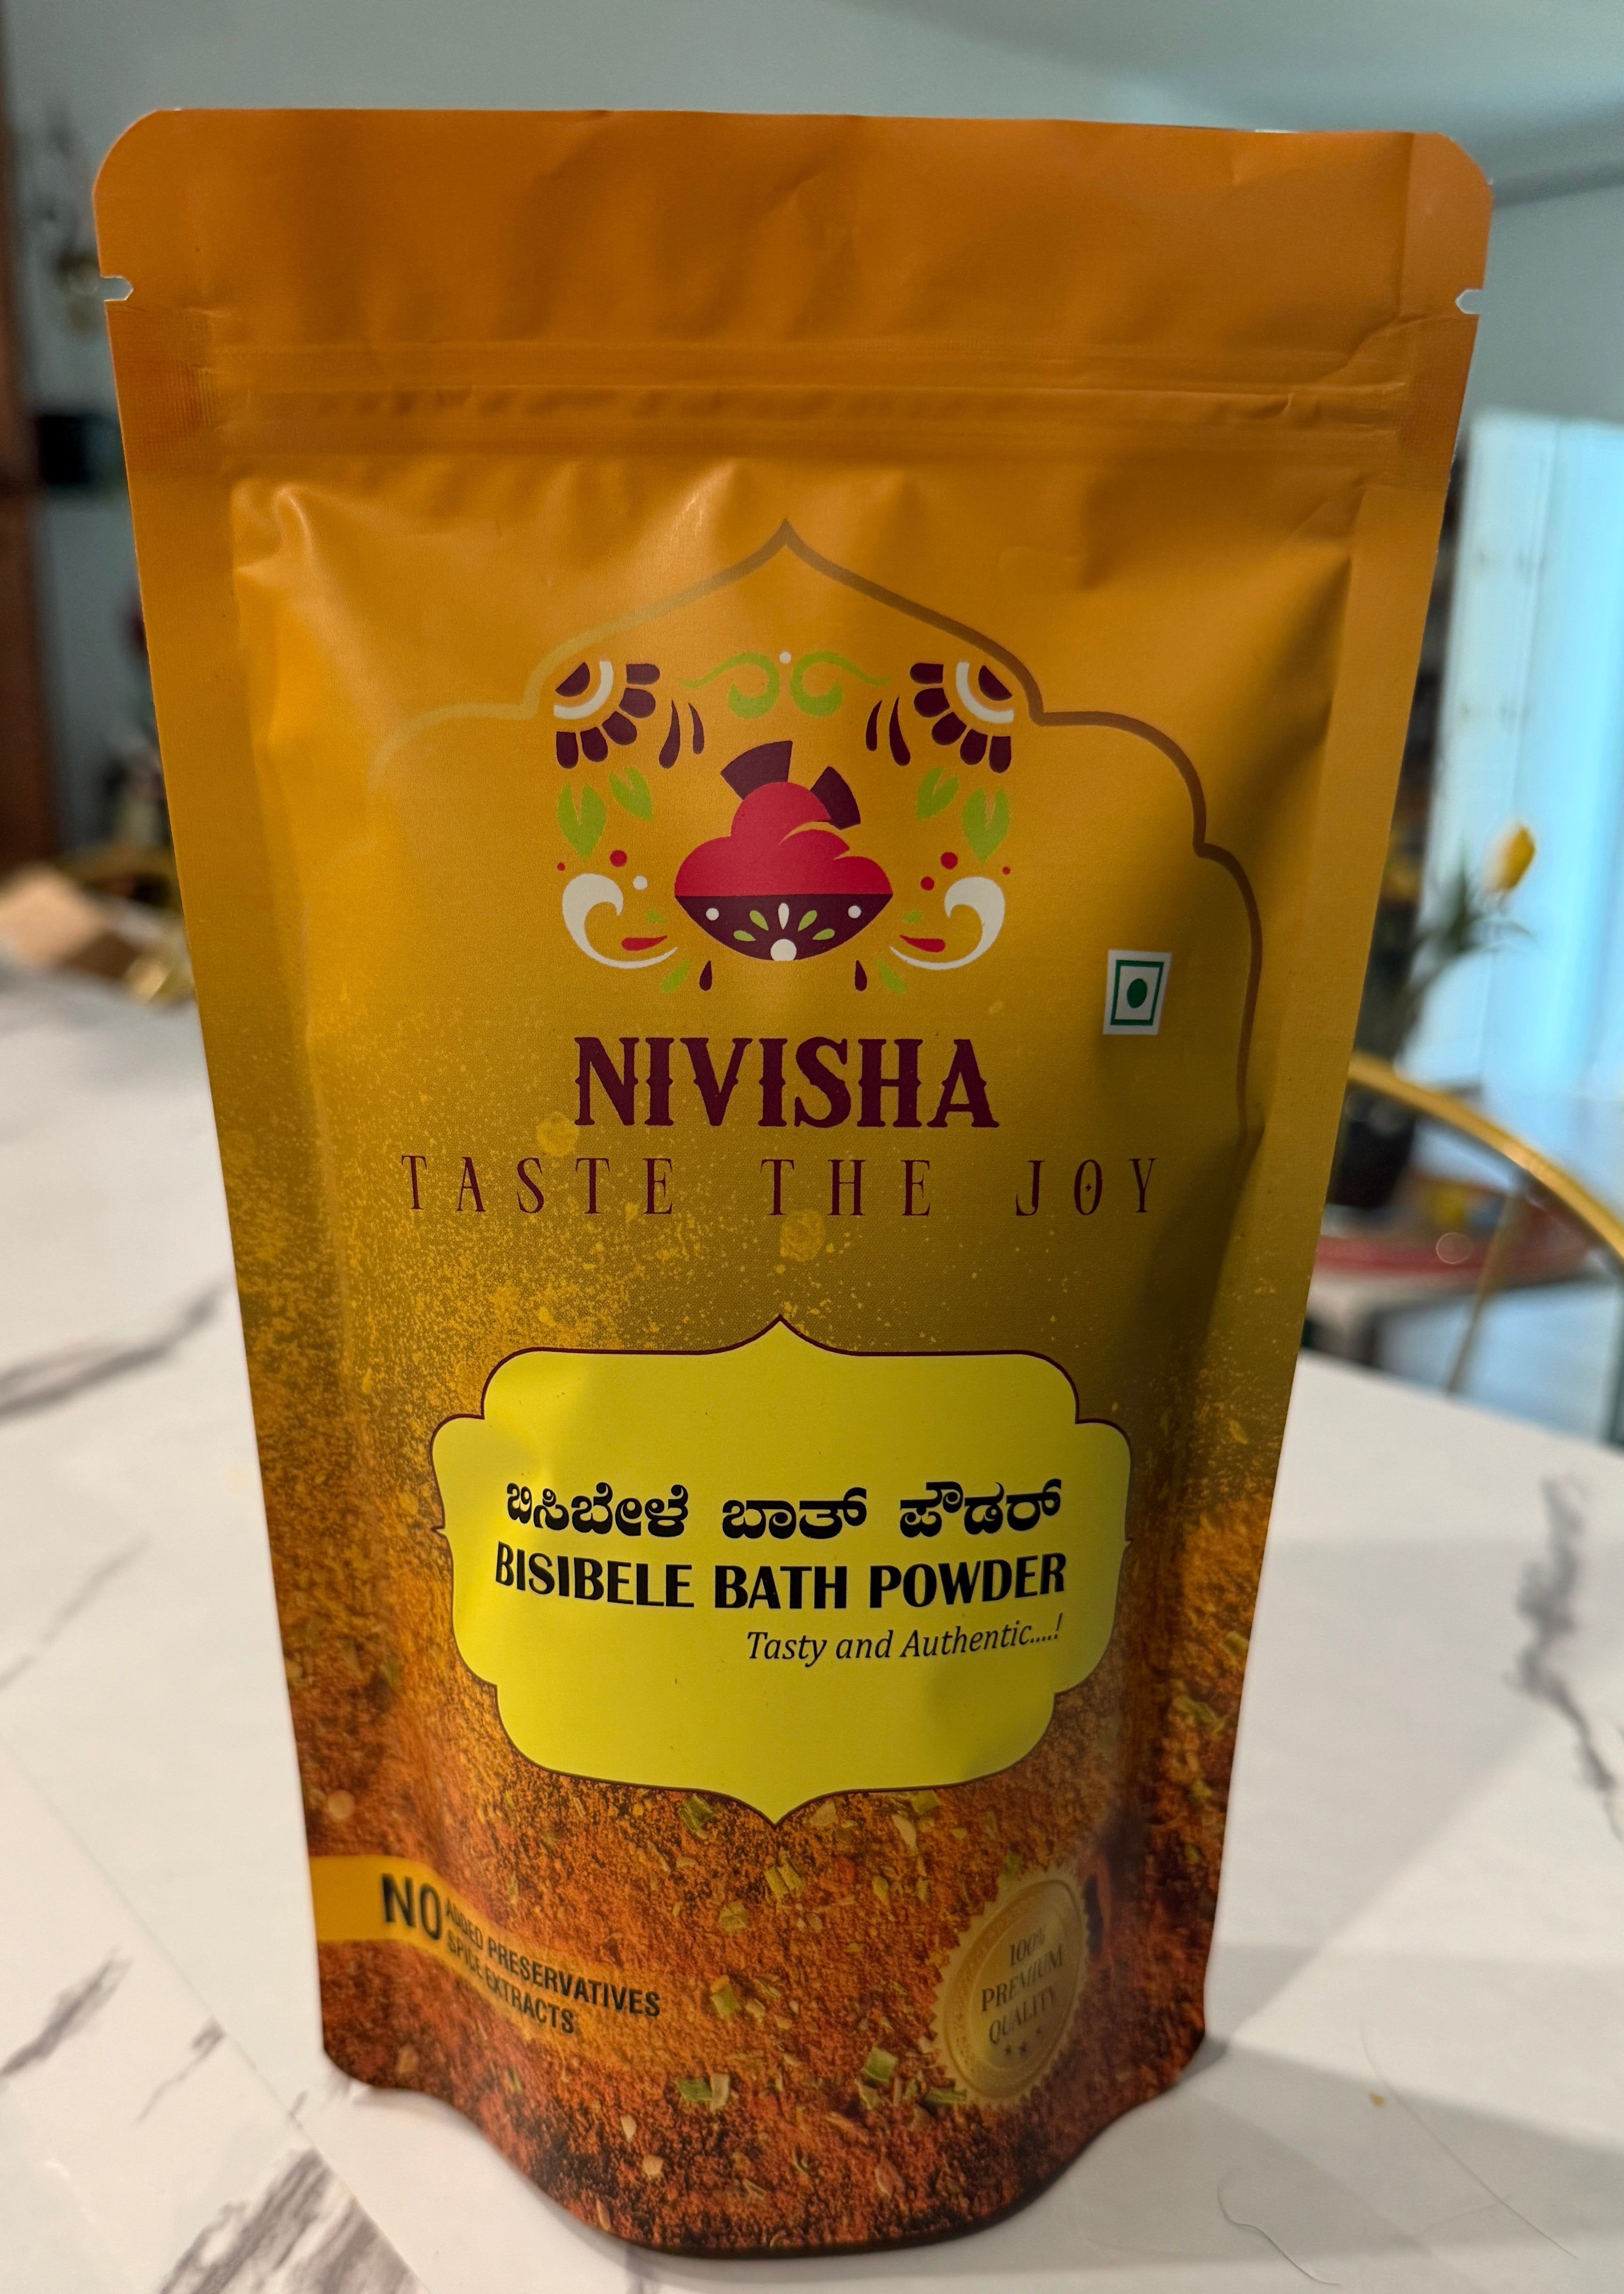 NIVISHA
TASTE THE JOY
ಬಿಸಿಬೇಳೆ ಬಾತ್ ಪೌಡರ್
BISIBELE BATH POWDER
Tasty and Authentic....!
NO ADDED PRESERVATIVES
SPICE EXTRACTS
100%
PREMIUM
QUALITY